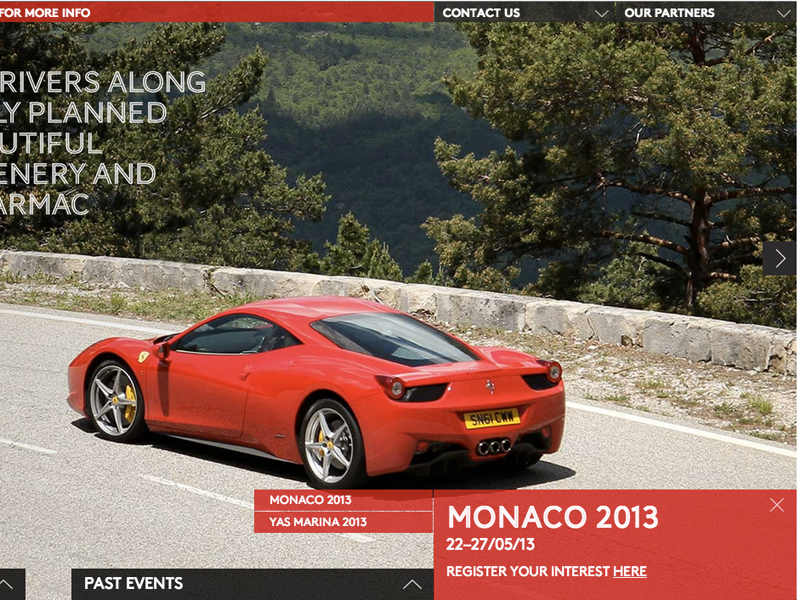 FOR MORE INFO
CONTACT US
OUR PARTNERS
RIVERS ALONG
LY PLANNED
UTIFUL
ENERY AND
ARMAC
SN61 CWW
MONACO 2013
YAS MARINA 2013
MONACO 2013
22–27/05/13
REGISTER YOUR INTEREST HERE
PAST EVENTS